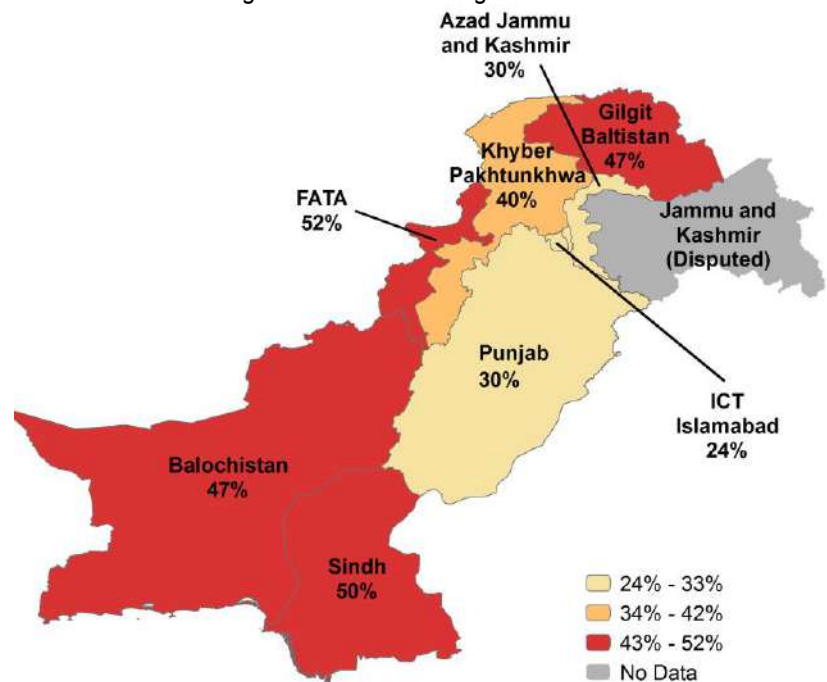 Azad Jammu
and Kashmir
30%
Gilgit
Baltistan
47%
Khyber
Pakhtunkhwa
40%
FATA
52%
Jammu and
Kashmir
(Disputed)
Punjab
30%
ICT
Islamabad
24%
Balochistan
47%
Sindh
50%
24% - 33%
34% - 42%
43% - 52%
No Data